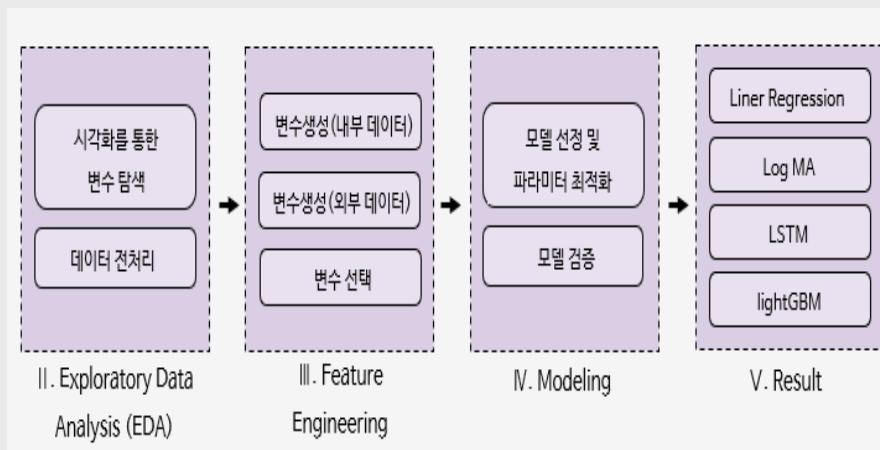 시각화를 통한
변수 탐색
데이터 전처리
Ⅱ. Exploratory Data
Analysis (EDA)
변수생성(내부 데이터)
변수생성(외부 데이터)
변수 선택
Ⅲ. Feature
Engineering
모델 선정 및
파라미터 최적화
모델 검증
Ⅳ. Modeling
Liner Regression
Log MA
LSTM
lightGBM
Ⅴ. Result